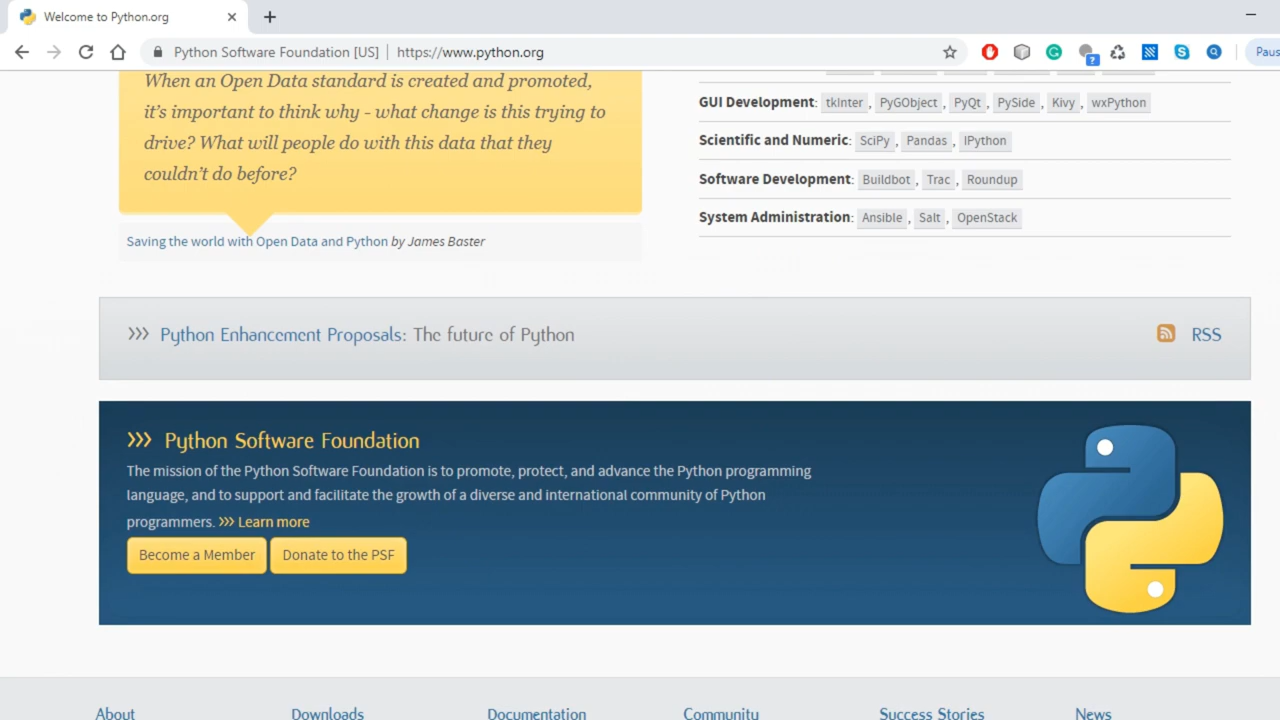 Welcome to Python.org
Python Software Foundation [US] | https://www.python.org
Paus
When an Open Data standard is created and promoted,
it's important to think why - what change is this trying to
drive? What will people do with this data that they
couldn't do before?
Saving the world with Open Data and Python by James Baster
GUI Development: tkInter, PyGObject, PyQt, PySide, Kivy, wxPython
Scientific and Numeric: SciPy, Pandas, IPython
Software Development: Buildbot, Trac, Roundup
System Administration: Ansible, Salt, OpenStack
>>> Python Enhancement Proposals: The future of Python
RSS
>>> Python Software Foundation
The mission of the Python Software Foundation is to promote, protect, and advance the Python programming
language, and to support and facilitate the growth of a diverse and international community of Python
programmers. >>> Learn more
Become a Member Donate to the PSF
About Downloads Documentation Community Success Stories News